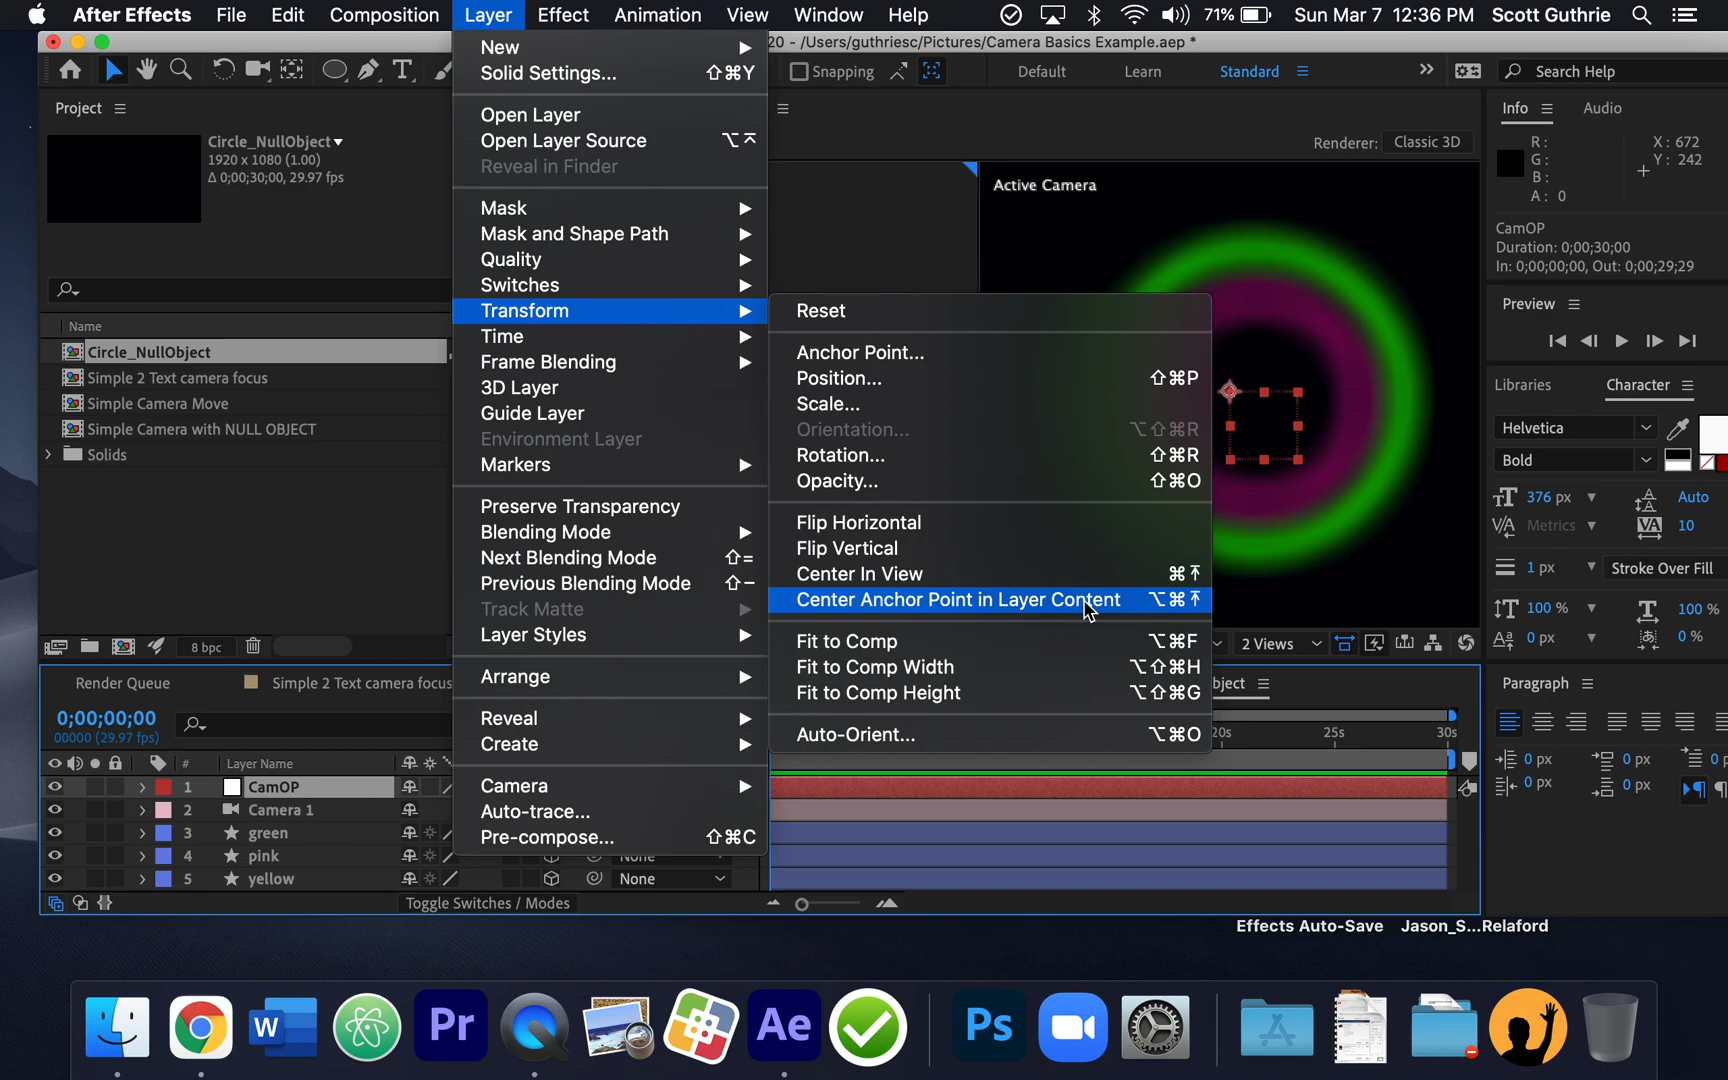 After Effects File Edit Composition Layer Effect Animation View Window Help 71% Sun Mar 7 12:36 PM Scott Guthrie
20 - /Users/guthriesc/Pictures/Camera Basics Example.aep *
Snapping Default Learn Standard Search Help
Project
Circle_NullObject
1920 x 1080 (1.00)
Δ 0;00;30;00, 29.97 fps
Name
Circle_NullObject
Simple 2 Text camera focus
Simple Camera Move
Simple Camera with NULL OBJECT
Solids
8 bpc
New
Solid Settings... ⇧⌘Y
Open Layer
Open Layer Source ⌥⌤
Reveal in Finder
Mask
Mask and Shape Path
Quality
Switches
Transform
Time
Frame Blending
3D Layer
Guide Layer
Environment Layer
Markers
Preserve Transparency
Blending Mode
Next Blending Mode ⇧=
Previous Blending Mode ⇧-
Track Matte
Layer Styles
Arrange
Reveal
Create
Camera
Auto-trace...
Pre-compose... ⇧⌘C
Reset
Anchor Point...
Position... ⇧⌘P
Scale...
Orientation... ⌥⇧⌘R
Rotation... ⇧⌘R
Opacity... ⇧⌘O
Flip Horizontal
Flip Vertical
Center In View ⌘⤒
Center Anchor Point in Layer Content ⌥⌘⤒
Fit to Comp ⌥⌘F
Fit to Comp Width ⌥⇧⌘H
Fit to Comp Height ⌥⇧⌘G
Auto-Orient... ⌥⌘O
Renderer: Classic 3D
Active Camera
2 Views
Info Audio
R:
G:
B:
A: 0
X: 672
Y: 242
CamOP
Duration: 0;00;30;00
In: 0;00;00;00, Out: 0;00;29;29
Preview
Libraries Character
Helvetica
Bold
376 px Auto
Metrics 10
1 px Stroke Over Fill
100 % 100 %
0 px 0 %
Paragraph
0 px 0 px 0 p
0 px 0 px
Render Queue Simple 2 Text camera focus bject
0;00;00;00
00000 (29.97 fps)
# Layer Name
20s 25s 30s
1 CamOP
2 Camera 1
3 green
4 pink None
5 yellow None
Toggle Switches / Modes
Effects Auto-Save Jason_S...Relaford
W Pr Ae Ps